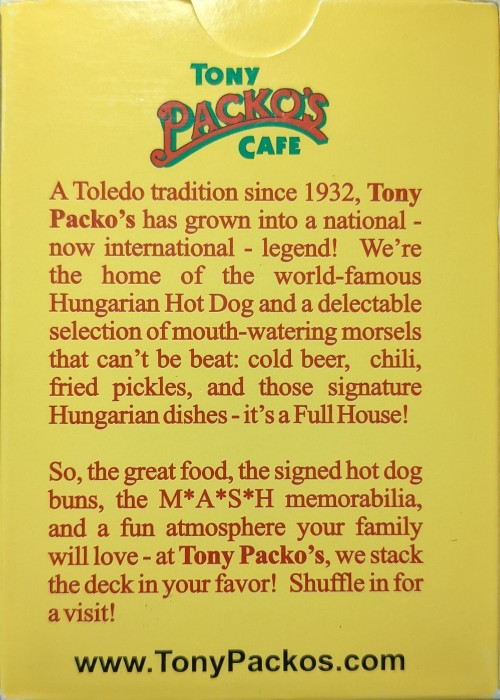 TONY
PACKO'S
CAFE
A Toledo tradition since 1932, Tony
Packo's has grown into a national -
now international - legend! We're
the home of the world-famous
Hungarian Hot Dog and a delectable
selection of mouth-watering morsels
that can't be beat: cold beer, chili,
fried pickles, and those signature
Hungarian dishes - it's a Full House!
So, the great food, the signed hot dog
buns, the M*A*S*H memorabilia,
and a fun atmosphere your family
will love - at Tony Packo's, we stack
the deck in your favor! Shuffle in for
a visit!
www.TonyPackos.com